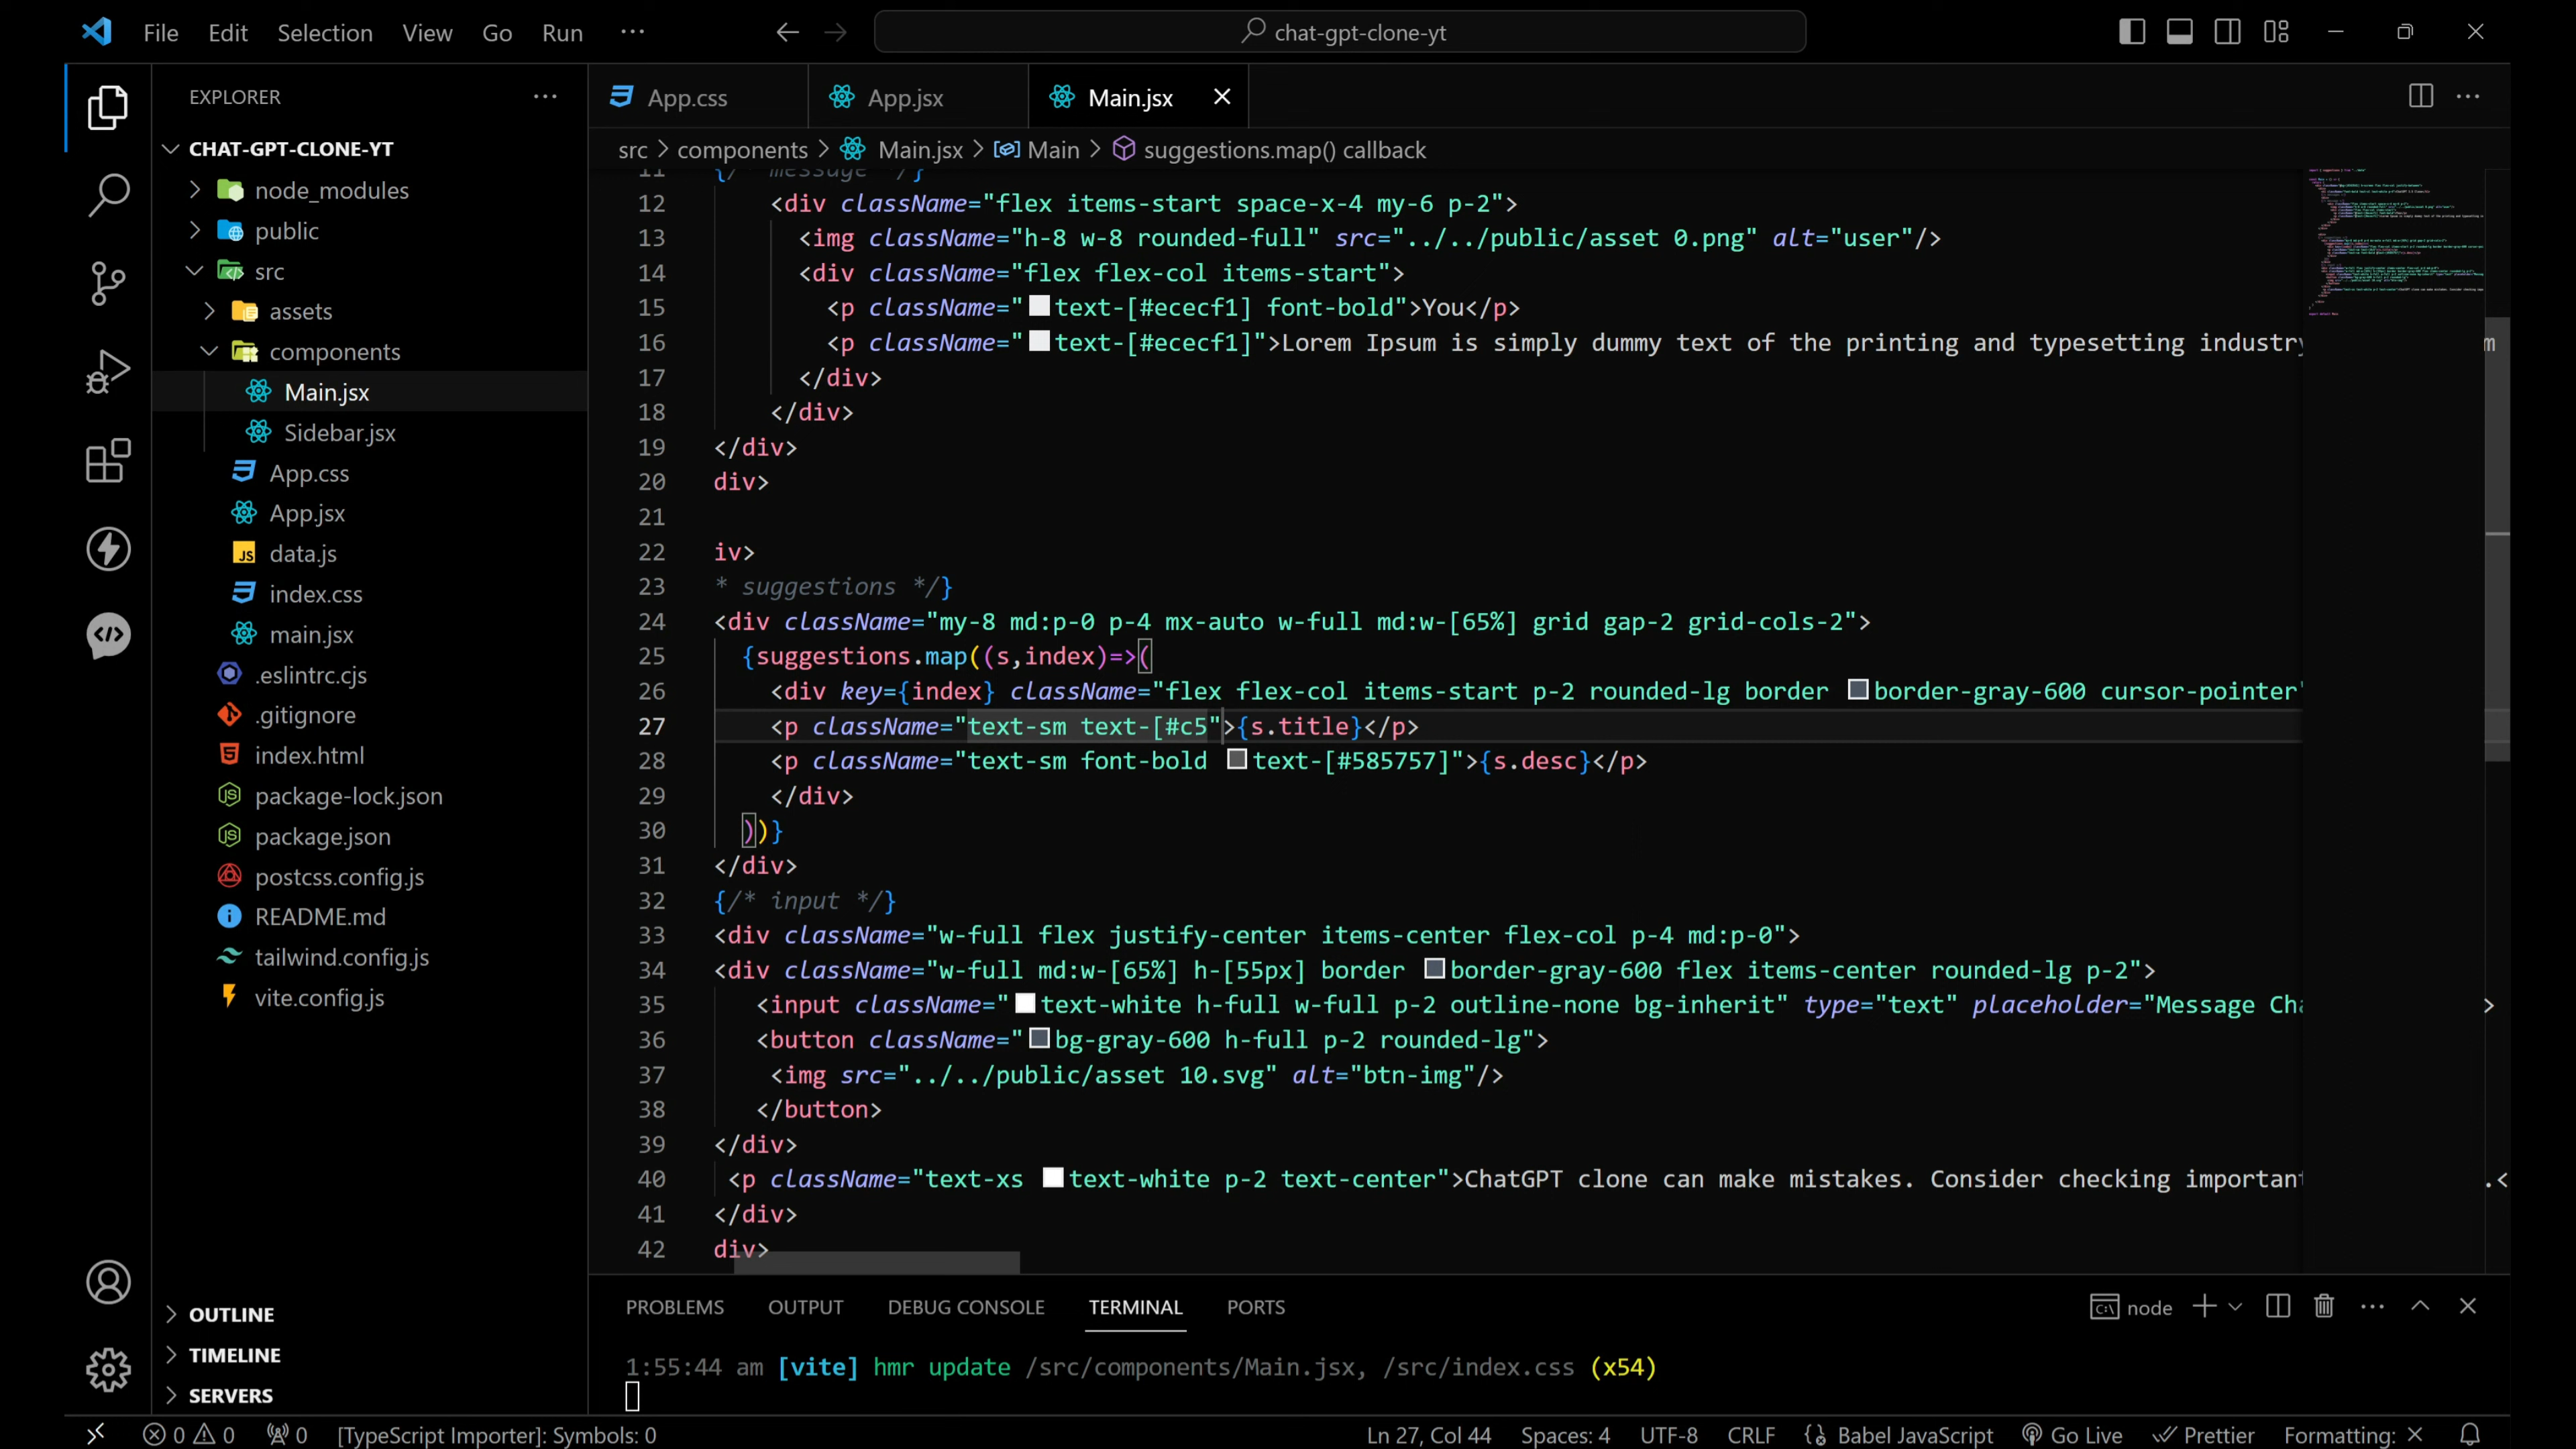 File Edit Selection View Go Run ···
chat-gpt-clone-yt
EXPLORER
CHAT-GPT-CLONE-YT
node_modules
public
src
assets
components
Main.jsx
Sidebar.jsx
App.css
App.jsx
data.js
index.css
main.jsx
.eslintrc.cjs
.gitignore
index.html
package-lock.json
package.json
postcss.config.js
README.md
tailwind.config.js
vite.config.js
OUTLINE
TIMELINE
SERVERS
App.css App.jsx Main.jsx
src > components > Main.jsx > Main > suggestions.map() callback
11 {/* message */}
12 <div className="flex items-start space-x-4 my-6 p-2">
13 <img className="h-8 w-8 rounded-full" src="../../public/asset 0.png" alt="user"/>
14 <div className="flex flex-col items-start">
15 <p className="text-[#ececf1] font-bold">You</p>
16 <p className="text-[#ececf1]">Lorem Ipsum is simply dummy text of the printing and typesetting industry
17 </div>
18 </div>
19 </div>
20 div>
21
22 iv>
23 * suggestions */}
24 <div className="my-8 md:p-0 p-4 mx-auto w-full md:w-[65%] grid gap-2 grid-cols-2">
25 {suggestions.map((s,index)=>(
26 <div key={index} className="flex flex-col items-start p-2 rounded-lg border border-gray-600 cursor-pointer"
27 <p className="text-sm text-[#c5">{s.title}</p>
28 <p className="text-sm font-bold text-[#585757]">{s.desc}</p>
29 </div>
30 ))}
31 </div>
32 {/* input */}
33 <div className="w-full flex justify-center items-center flex-col p-4 md:p-0">
34 <div className="w-full md:w-[65%] h-[55px] border border-gray-600 flex items-center rounded-lg p-2">
35 <input className="text-white h-full w-full p-2 outline-none bg-inherit" type="text" placeholder="Message Cha >
36 <button className="bg-gray-600 h-full p-2 rounded-lg">
37 <img src="../../public/asset 10.svg" alt="btn-img"/>
38 </button>
39 </div>
40 <p className="text-xs text-white p-2 text-center">ChatGPT clone can make mistakes. Consider checking important .<
41 </div>
42 div>
PROBLEMS OUTPUT DEBUG CONSOLE TERMINAL PORTS
node
1:55:44 am [vite] hmr update /src/components/Main.jsx, /src/index.css (x54)
0 0 0 [TypeScript Importer]: Symbols: 0
Ln 27, Col 44 Spaces: 4 UTF-8 CRLF Babel JavaScript Go Live Prettier Formatting: ×